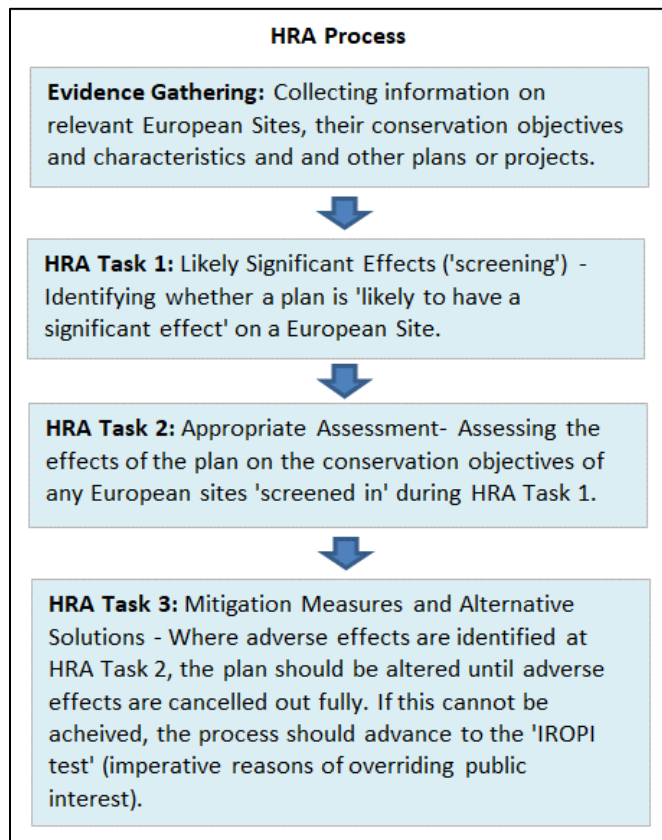 HRA Process
Evidence Gathering: Collecting information on
relevant European Sites, their conservation objectives
and characteristics and and other plans or projects.
HRA Task 1: Likely Significant Effects ('screening') -
Identifying whether a plan is 'likely to have a
significant effect' on a European Site.
HRA Task 2: Appropriate Assessment- Assessing the
effects of the plan on the conservation objectives of
any European sites 'screened in' during HRA Task 1.
HRA Task 3: Mitigation Measures and Alternative
Solutions - Where adverse effects are identified at
HRA Task 2, the plan should be altered until adverse
effects are cancelled out fully. If this cannot be
acheived, the process should advance to the 'IROPI
test' (imperative reasons of overriding public
interest).